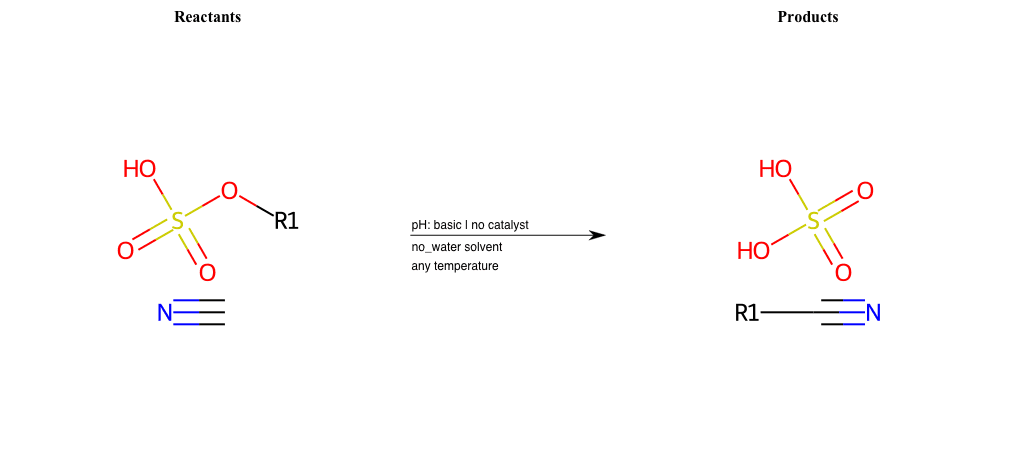 Reactants
Products
HO
O
S
R1
O
O
N
pH: basic | no catalyst
no_water solvent
any temperature
HO
O
S
HO
O
R1
N